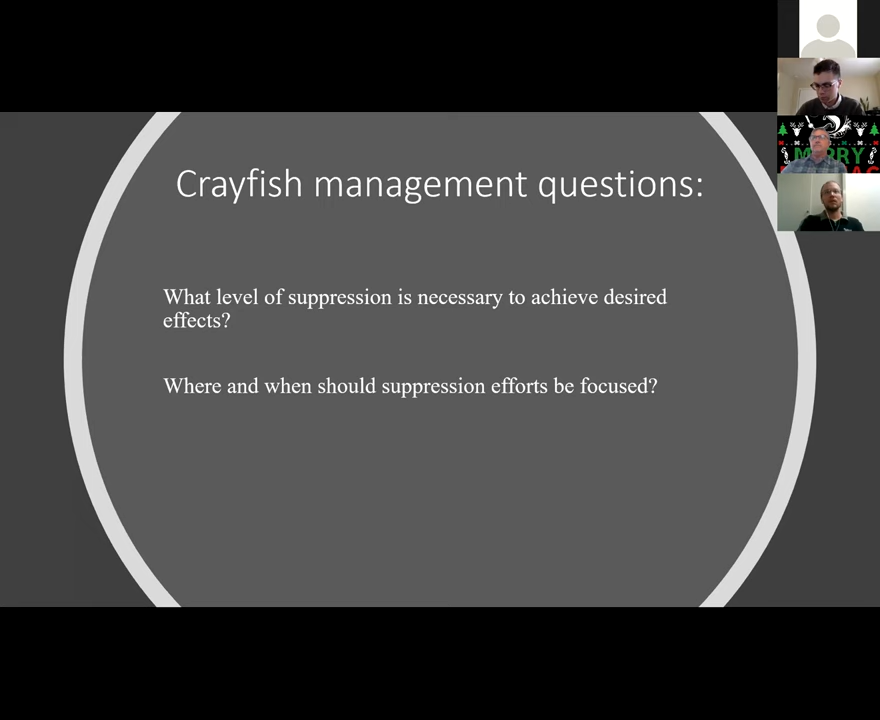 Crayfish management questions:
What level of suppression is necessary to achieve desired
effects?
Where and when should suppression efforts be focused?